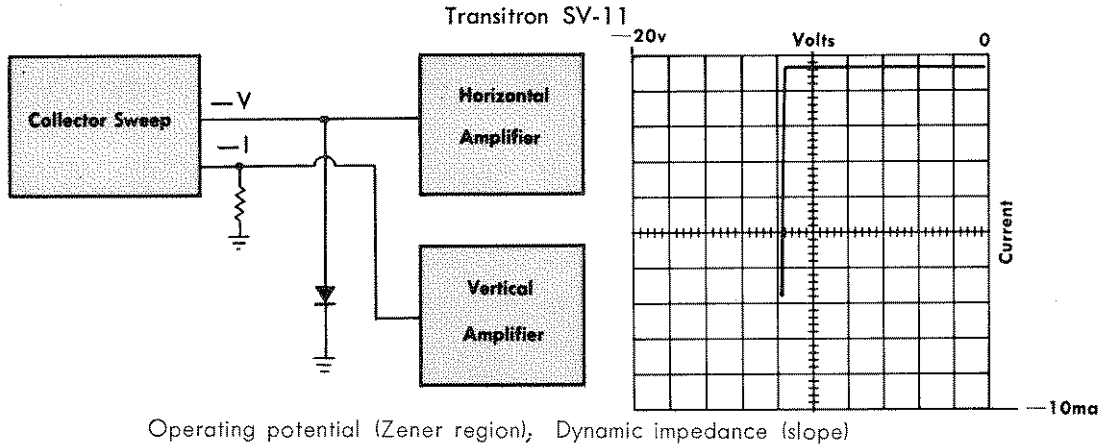 Transitron SV-11
—20v
Volts
0
Collector Sweep
—V
—I
Horizontal
Amplifier
Vertical
Amplifier
Current
—10ma
Operating potential (Zener region); Dynamic impedance (slope)